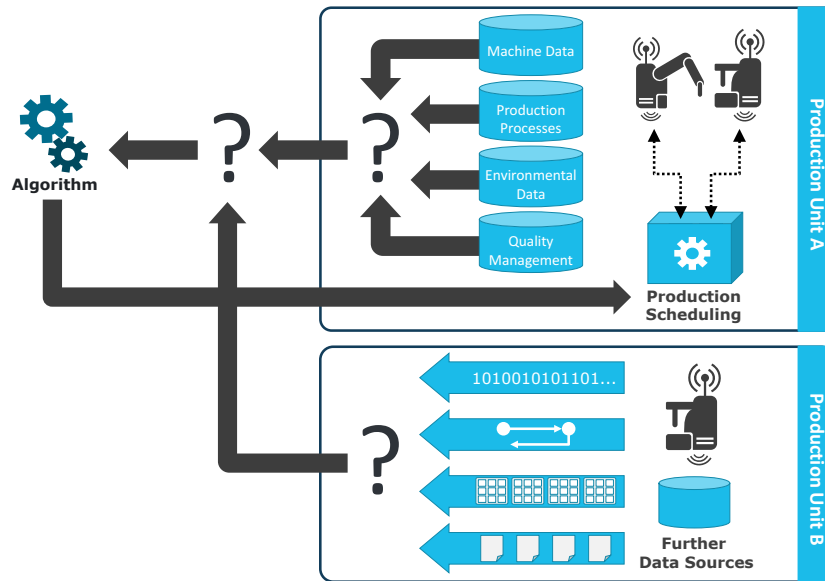 Machine Data
Production
Processes
Environmental
Data
Quality
Management
?
?
Algorithm
Production
Scheduling
Production Unit A
1010010101101...
?
Further
Data Sources
Production Unit B